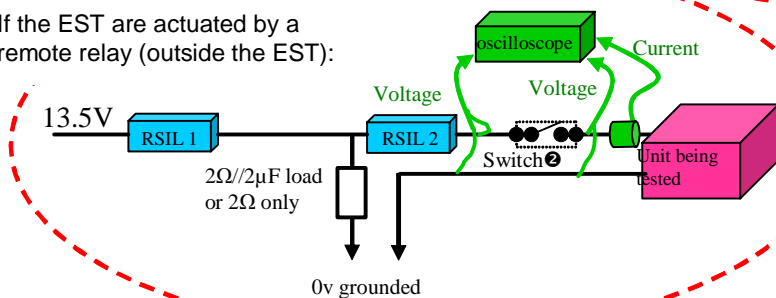 If the EST are actuated by a
remote relay (outside the EST):
oscilloscope
Current
Voltage
Voltage
13.5V
RSIL 1
RSIL 2
Switch❷
Unit being
tested
2Ω//2µF load
or 2Ω only
0v grounded